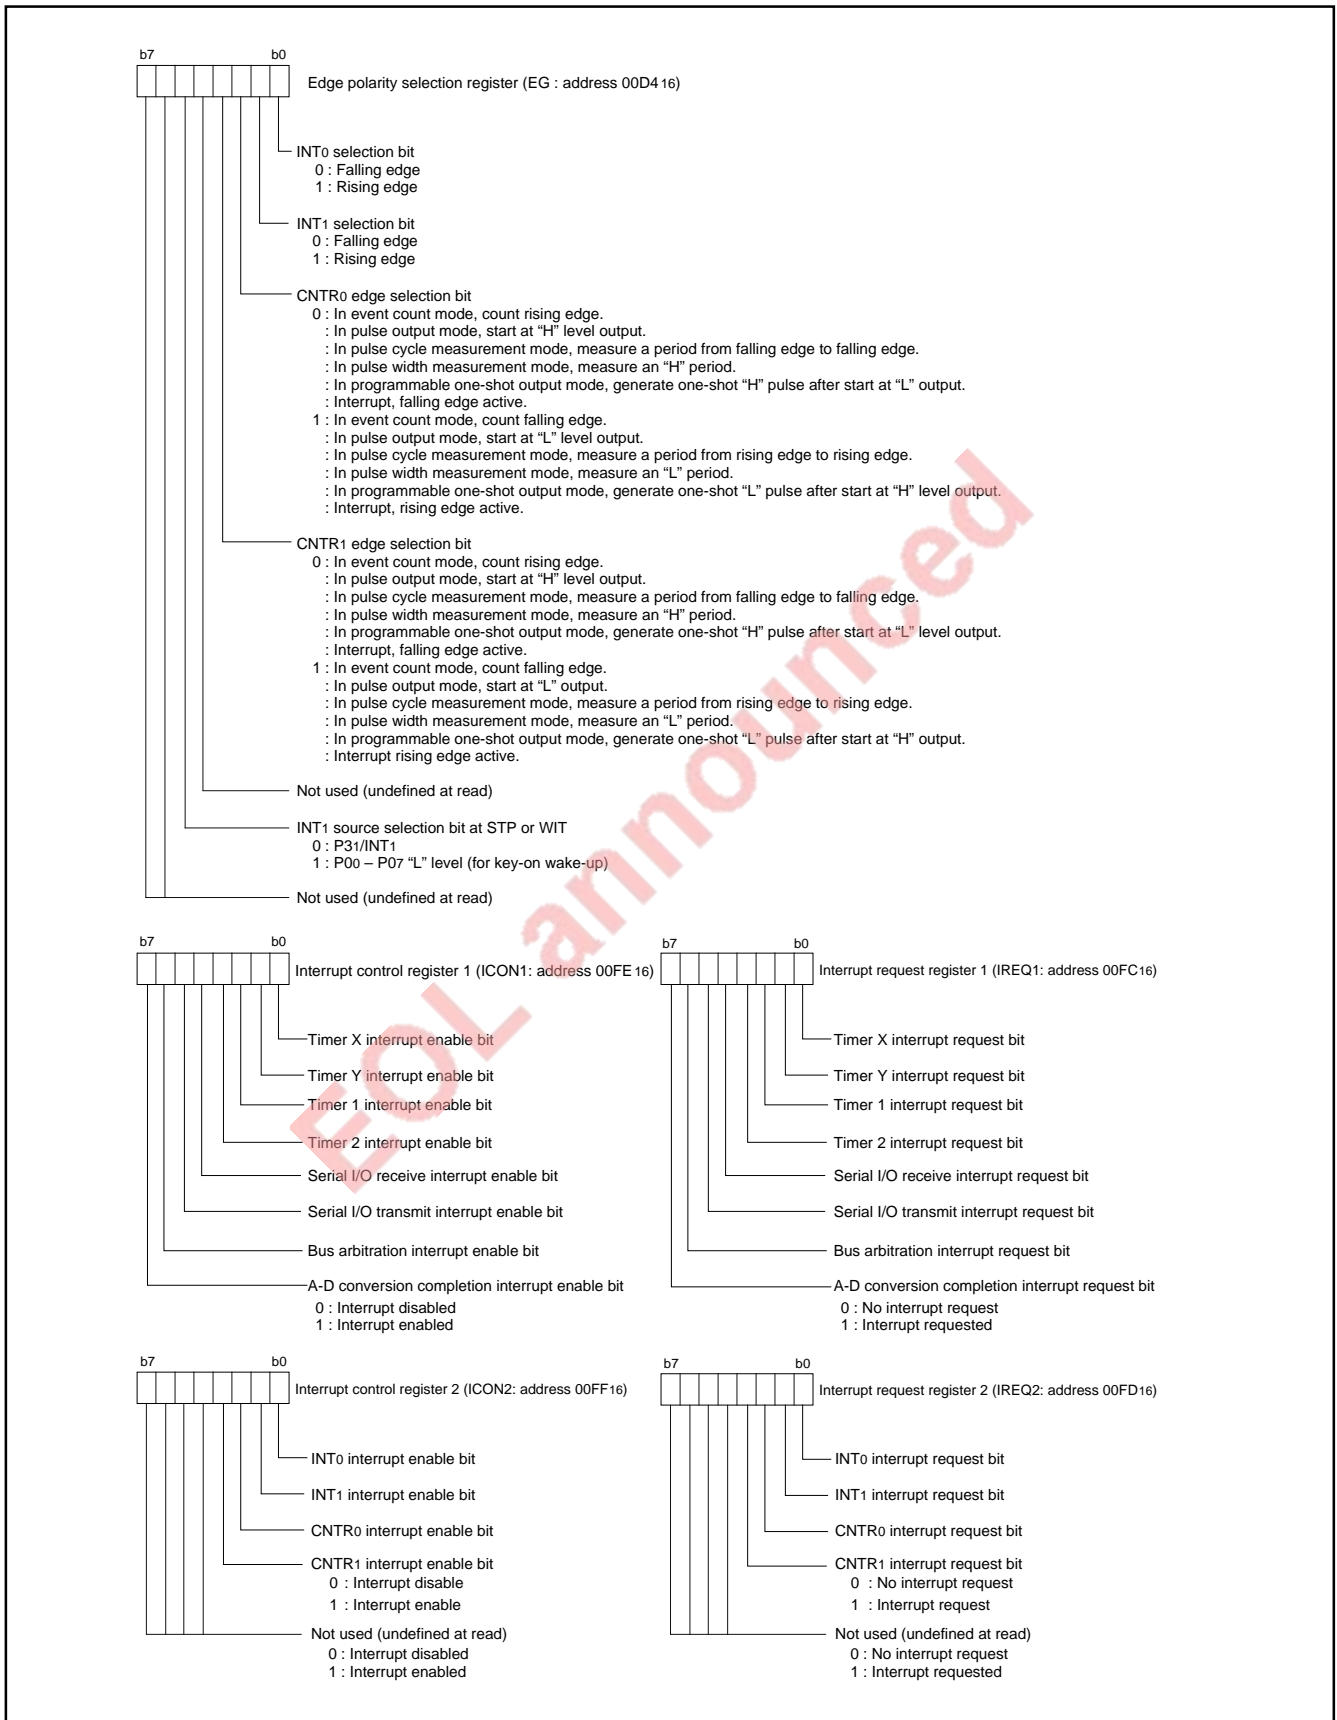 b7 b0
Edge polarity selection register (EG : address 00D416)
INT0 selection bit
0 : Falling edge
1 : Rising edge
INT1 selection bit
0 : Falling edge
1 : Rising edge
CNTR0 edge selection bit
0 : In event count mode, count rising edge.
: In pulse output mode, start at “H” level output.
: In pulse cycle measurement mode, measure a period from falling edge to falling edge.
: In pulse width measurement mode, measure an “H” period.
: In programmable one-shot output mode, generate one-shot “H” pulse after start at “L” output.
: Interrupt, falling edge active.
1 : In event count mode, count falling edge.
: In pulse output mode, start at “L” level output.
: In pulse cycle measurement mode, measure a period from rising edge to rising edge.
: In pulse width measurement mode, measure an “L” period.
: In programmable one-shot output mode, generate one-shot “L” pulse after start at “H” level output.
: Interrupt, rising edge active.
CNTR1 edge selection bit
0 : In event count mode, count rising edge.
: In pulse output mode, start at “H” level output.
: In pulse cycle measurement mode, measure a period from falling edge to falling edge.
: In pulse width measurement mode, measure an “H” period.
: In programmable one-shot output mode, generate one-shot “H” pulse after start at “L” level output.
: Interrupt, falling edge active.
1 : In event count mode, count falling edge.
: In pulse output mode, start at “L” output.
: In pulse cycle measurement mode, measure a period from rising edge to rising edge.
: In pulse width measurement mode, measure an “L” period.
: In programmable one-shot output mode, generate one-shot “L” pulse after start at “H” output.
: Interrupt rising edge active.
Not used (undefined at read)
INT1 source selection bit at STP or WIT
0 : P31/INT1
1 : P00 – P07 “L” level (for key-on wake-up)
Not used (undefined at read)
b7 b0
Interrupt control register 1 (ICON1: address 00FE16)
Timer X interrupt enable bit
Timer Y interrupt enable bit
Timer 1 interrupt enable bit
Timer 2 interrupt enable bit
Serial I/O receive interrupt enable bit
Serial I/O transmit interrupt enable bit
Bus arbitration interrupt enable bit
A-D conversion completion interrupt enable bit
0 : Interrupt disabled
1 : Interrupt enabled
b7 b0
Interrupt request register 1 (IREQ1: address 00FC16)
Timer X interrupt request bit
Timer Y interrupt request bit
Timer 1 interrupt request bit
Timer 2 interrupt request bit
Serial I/O receive interrupt request bit
Serial I/O transmit interrupt request bit
Bus arbitration interrupt request bit
A-D conversion completion interrupt request bit
0 : No interrupt request
1 : Interrupt requested
b7 b0
Interrupt control register 2 (ICON2: address 00FF16)
INT0 interrupt enable bit
INT1 interrupt enable bit
CNTR0 interrupt enable bit
CNTR1 interrupt enable bit
0 : Interrupt disable
1 : Interrupt enable
Not used (undefined at read)
0 : Interrupt disabled
1 : Interrupt enabled
b7 b0
Interrupt request register 2 (IREQ2: address 00FD16)
INT0 interrupt request bit
INT1 interrupt request bit
CNTR0 interrupt request bit
CNTR1 interrupt request bit
0 : No interrupt request
1 : Interrupt request
Not used (undefined at read)
0 : No interrupt request
1 : Interrupt requested
EOL announced